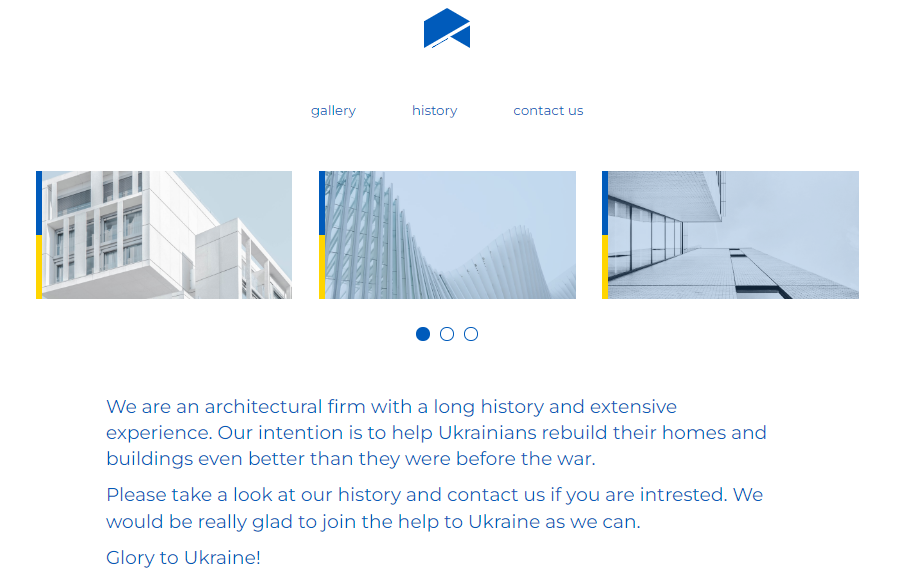 gallery history contact us
We are an architectural firm with a long history and extensive
experience. Our intention is to help Ukrainians rebuild their homes and
buildings even better than they were before the war.
Please take a look at our history and contact us if you are intrested. We
would be really glad to join the help to Ukraine as we can.
Glory to Ukraine!